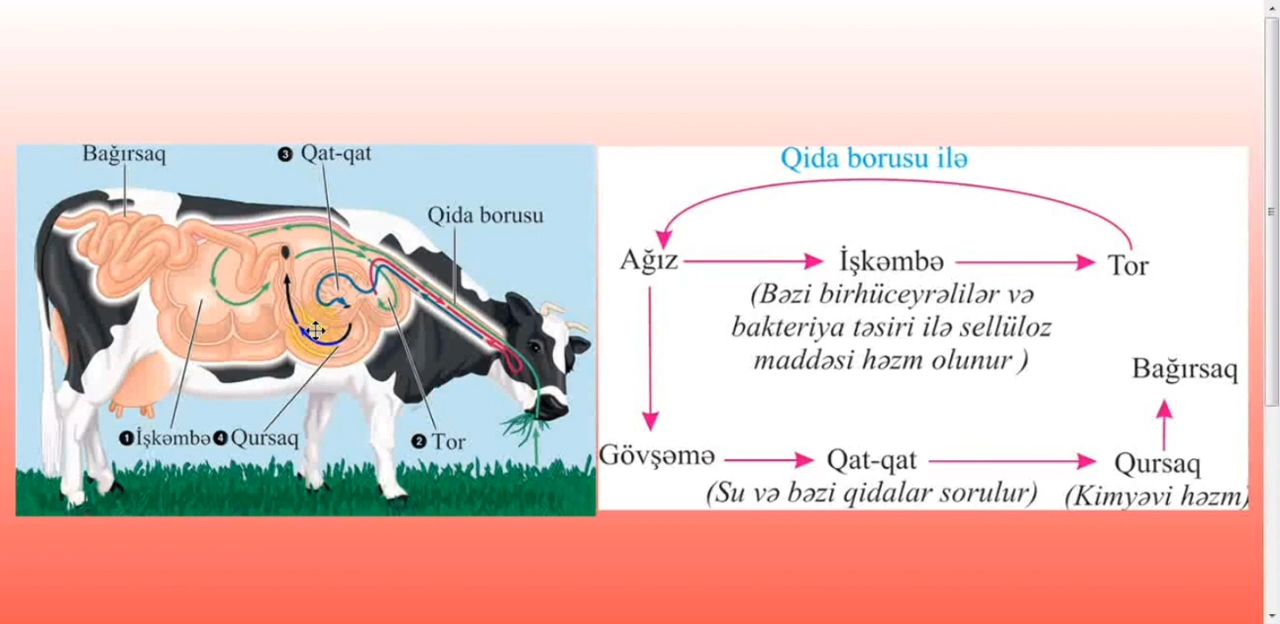 Bağırsaq
❸ Qat-qat
Qida borusu
❶İşkəmbə❹Qursaq
❷ Tor
Qida borusu ilə
Ağız
İşkəmbə
Tor
(Bəzi birhüceyrəlilər və
bakteriya təsiri ilə sellüloz
maddəsi həzm olunur )
Bağırsaq
Gövşəmə
Qat-qat
Qursaq
(Su və bəzi qidalar sorulur)
(Kimyəvi həzm)